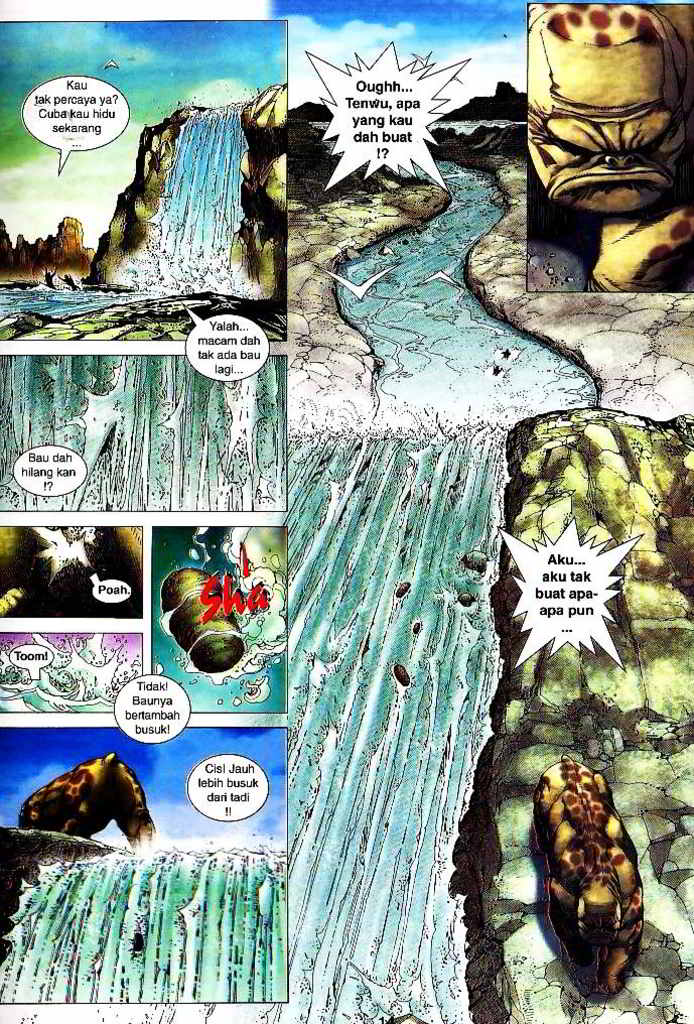 Kau
tak percaya ya?
Cuba kau hidu
sekarang
...
Yalah...
macam dah
tak ada bau
lagi...
Bau dah
hilang kan
!?
Poah.
Sha
Toom!
Tidak!
Baunya
bertambah
busuk!
Cis! Jauh
lebih busuk
dari tadi
!!
Oughh...
Tenwu, apa
yang kau
dah buat
!?
Aku...
aku tak
buat apa-
apa pun
...